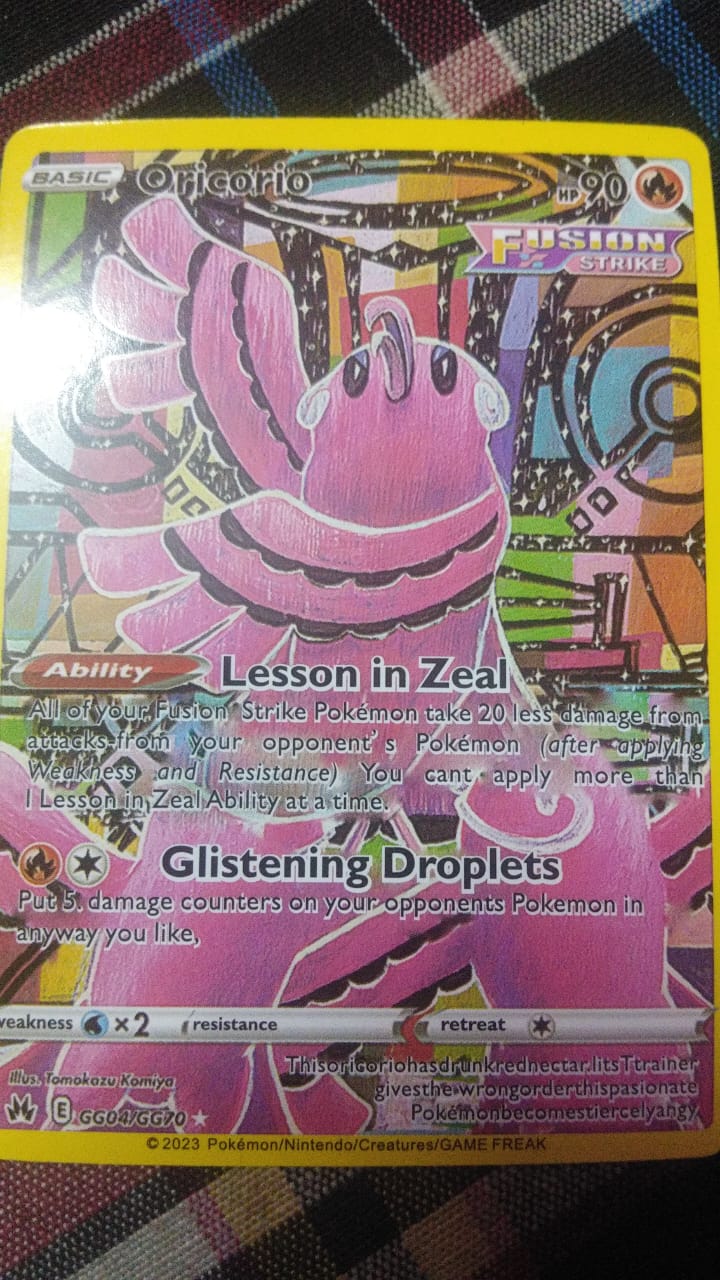 BASIC Oricorio HP 90
FUSION
STRIKE
Ability Lesson in Zeal
All of your Fusion Strike Pokémon take 20 less damage from
attacks from your opponent's Pokémon (after applying
Weakness and Resistance) You cant apply more than
1 Lesson in Zeal Ability at a time.
Glistening Droplets
Put 5. damage counters on your opponents Pokemon in
anyway you like,
weakness ×2 resistance retreat
Thisoricoriohasdrunkrednectar.IitsTtrainer
givesthewrongorderthispasionate
Pokémonbecomestiercelyangy
Illus. Tomokazu Komiya
E GG04/GG70 ★
© 2023 Pokémon/Nintendo/Creatures/GAME FREAK